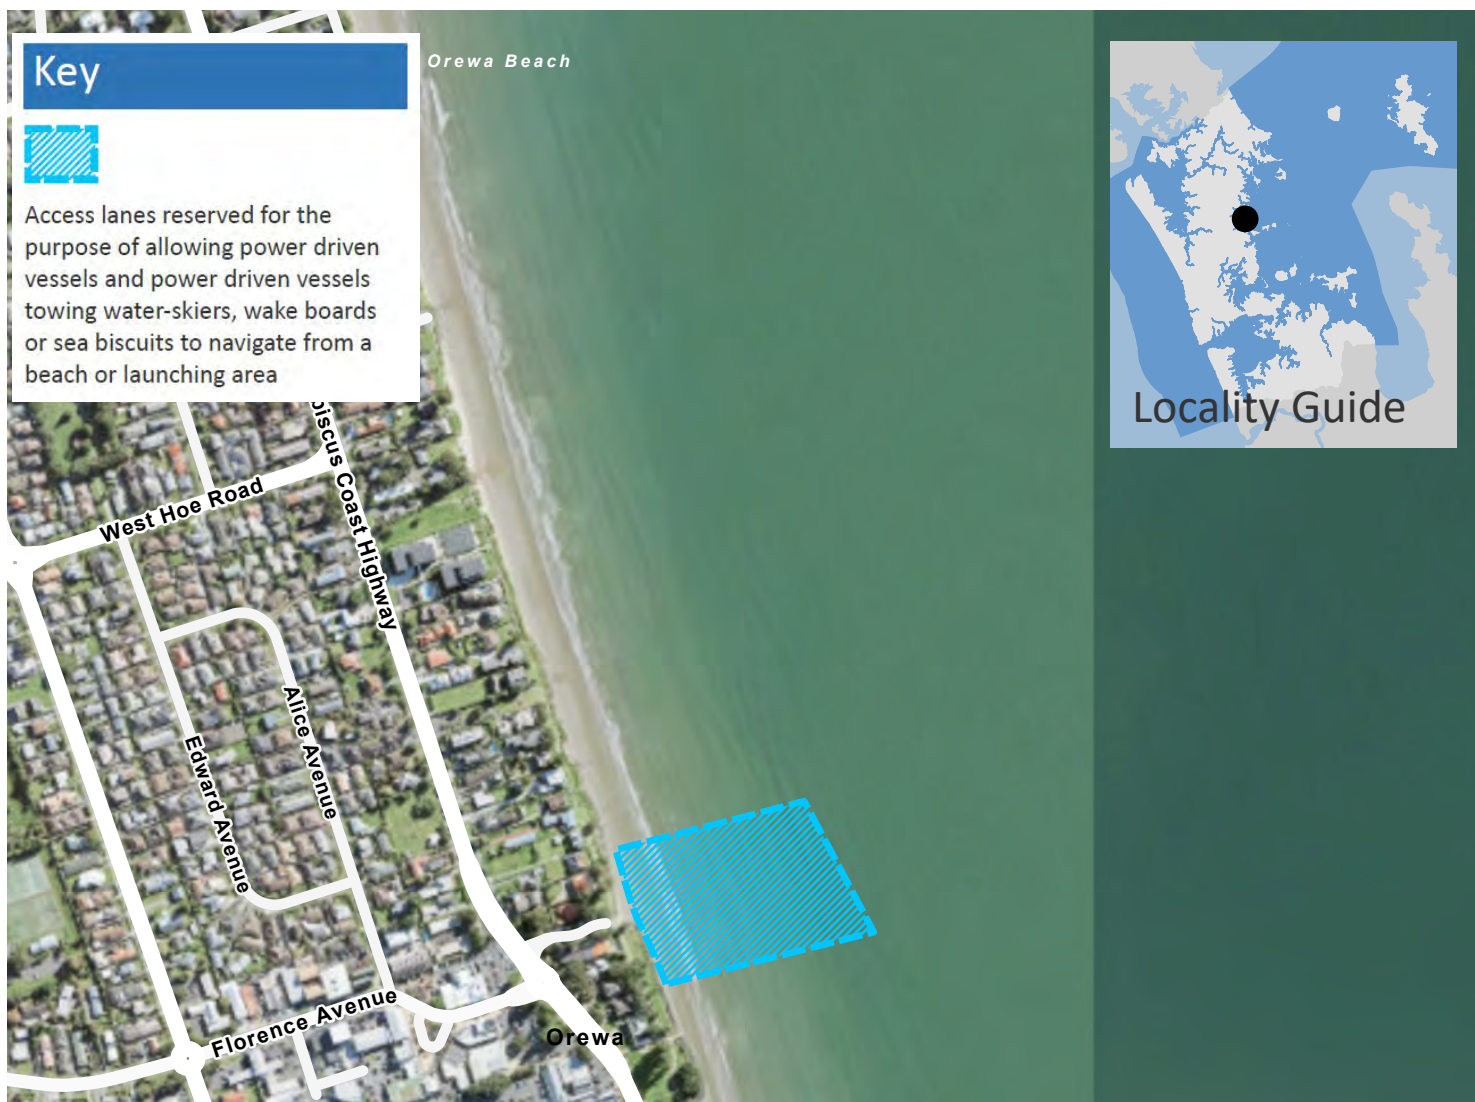 Key
Access lanes reserved for the
purpose of allowing power driven
vessels and power driven vessels
towing water-skiers, wake boards
or sea biscuits to navigate from a
beach or launching area
Orewa Beach
Locality Guide
biscus Coast Highway
West Hoe Road
Alice Avenue
Edward Avenue
Florence Avenue
Orewa